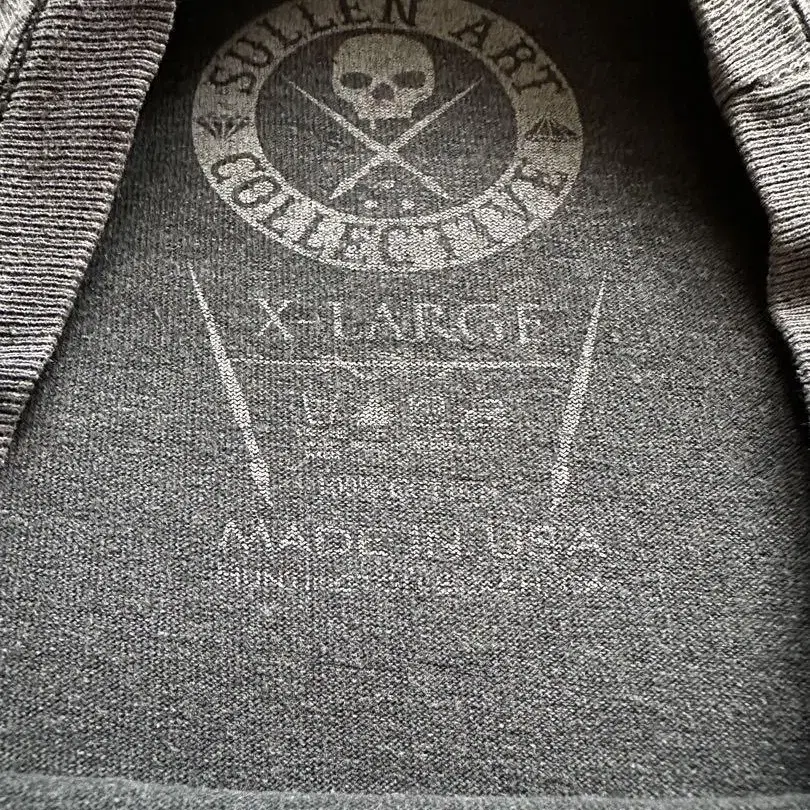 SULLEN ART
COLLECTIVE
X-LARGE
MADE IN USA